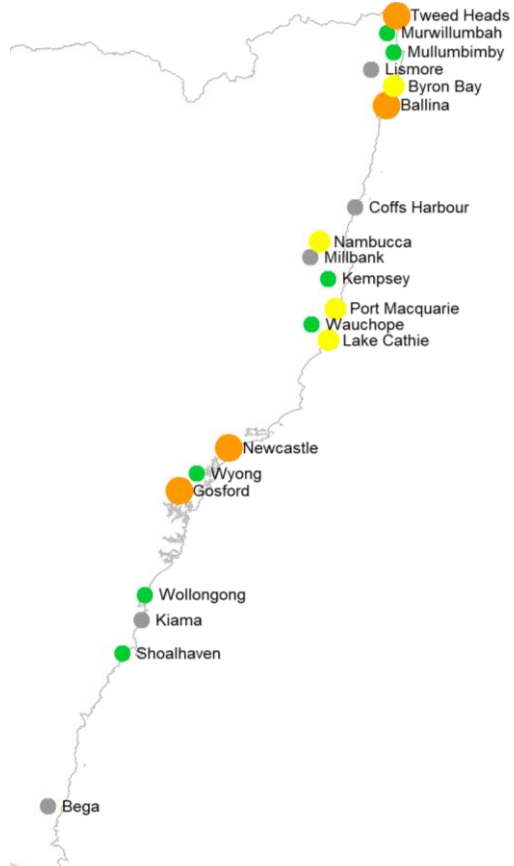 Tweed Heads
Murwillumbah
Mullumbimby
Lismore
Byron Bay
Ballina
Coffs Harbour
Nambucca
Millbank
Kempsey
Port Macquarie
Wauchope
Lake Cathie
Newcastle
Wyong
Gosford
Wollongong
Kiama
Shoalhaven
Bega